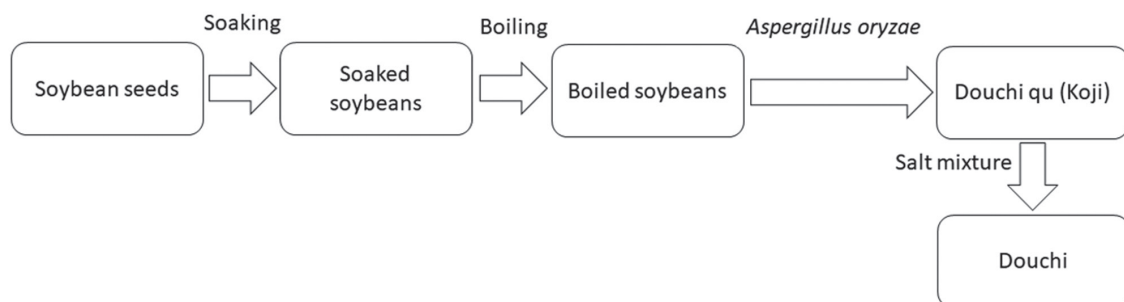 Soaking
Boiling
Aspergillus oryzae
Soybean seeds
Soaked
soybeans
Boiled soybeans
Douchi qu (Koji)
Salt mixture
Douchi